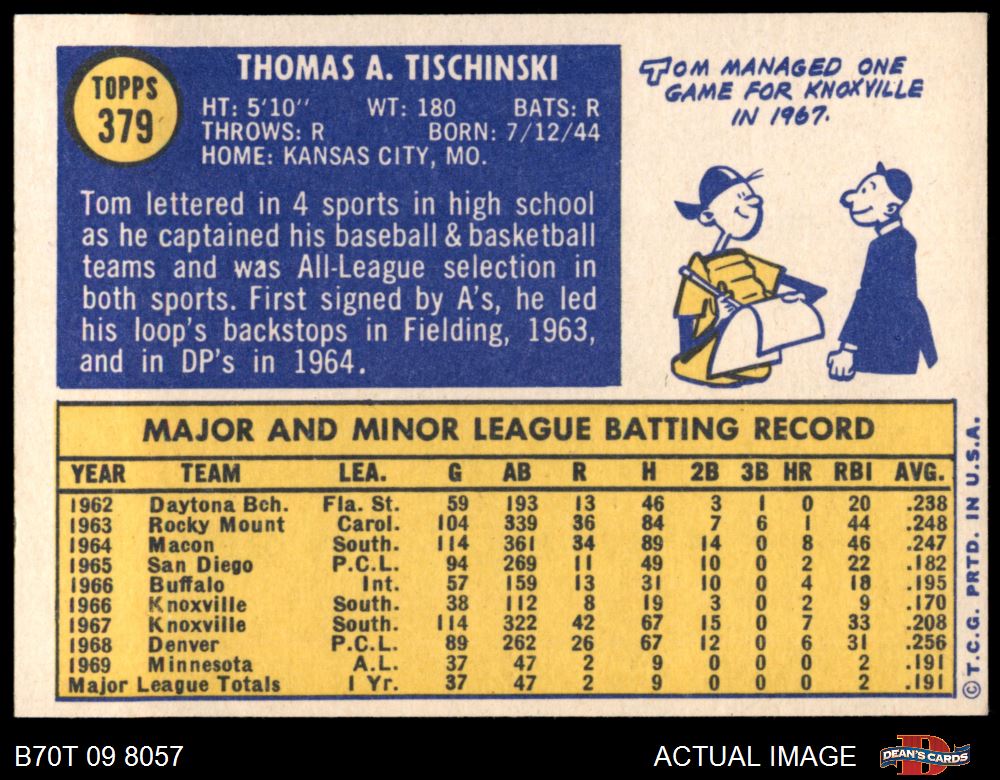 TOPPS
379
THOMAS A. TISCHINSKI
HT: 5'10" WT: 180 BATS: R
THROWS: R BORN: 7/12/44
HOME: KANSAS CITY, MO.
Tom lettered in 4 sports in high school
as he captained his baseball & basketball
teams and was All-League selection in
both sports. First signed by A's, he led
his loop's backstops in Fielding, 1963,
and in DP's in 1964.
TOM MANAGED ONE
GAME FOR KNOXVILLE
IN 1967.
MAJOR AND MINOR LEAGUE BATTING RECORD
YEAR TEAM LEA. G AB R H 2B 3B HR RBI AVG.
1962 Daytona Bch. Fla. St. 59 193 13 46 3 1 0 20 .238
1963 Rocky Mount Carol. 104 339 36 84 7 6 1 44 .248
1964 Macon South. 114 361 34 89 14 0 8 46 .247
1965 San Diego P.C.L. 94 269 11 49 10 0 2 22 .182
1966 Buffalo Int. 57 159 13 31 10 0 4 18 .195
1966 Knoxville South. 38 112 8 19 3 0 2 9 .170
1967 Knoxville South. 114 322 42 67 15 0 7 33 .208
1968 Denver P.C.L. 89 262 26 67 12 0 6 31 .256
1969 Minnesota A.L. 37 47 2 9 0 0 0 2 .191
Major League Totals 1 Yr. 37 47 2 9 0 0 0 2 .191
© T.C.G. PRTD. IN U.S.A.
B70T 09 8057
ACTUAL IMAGE
DEAN'S CARDS